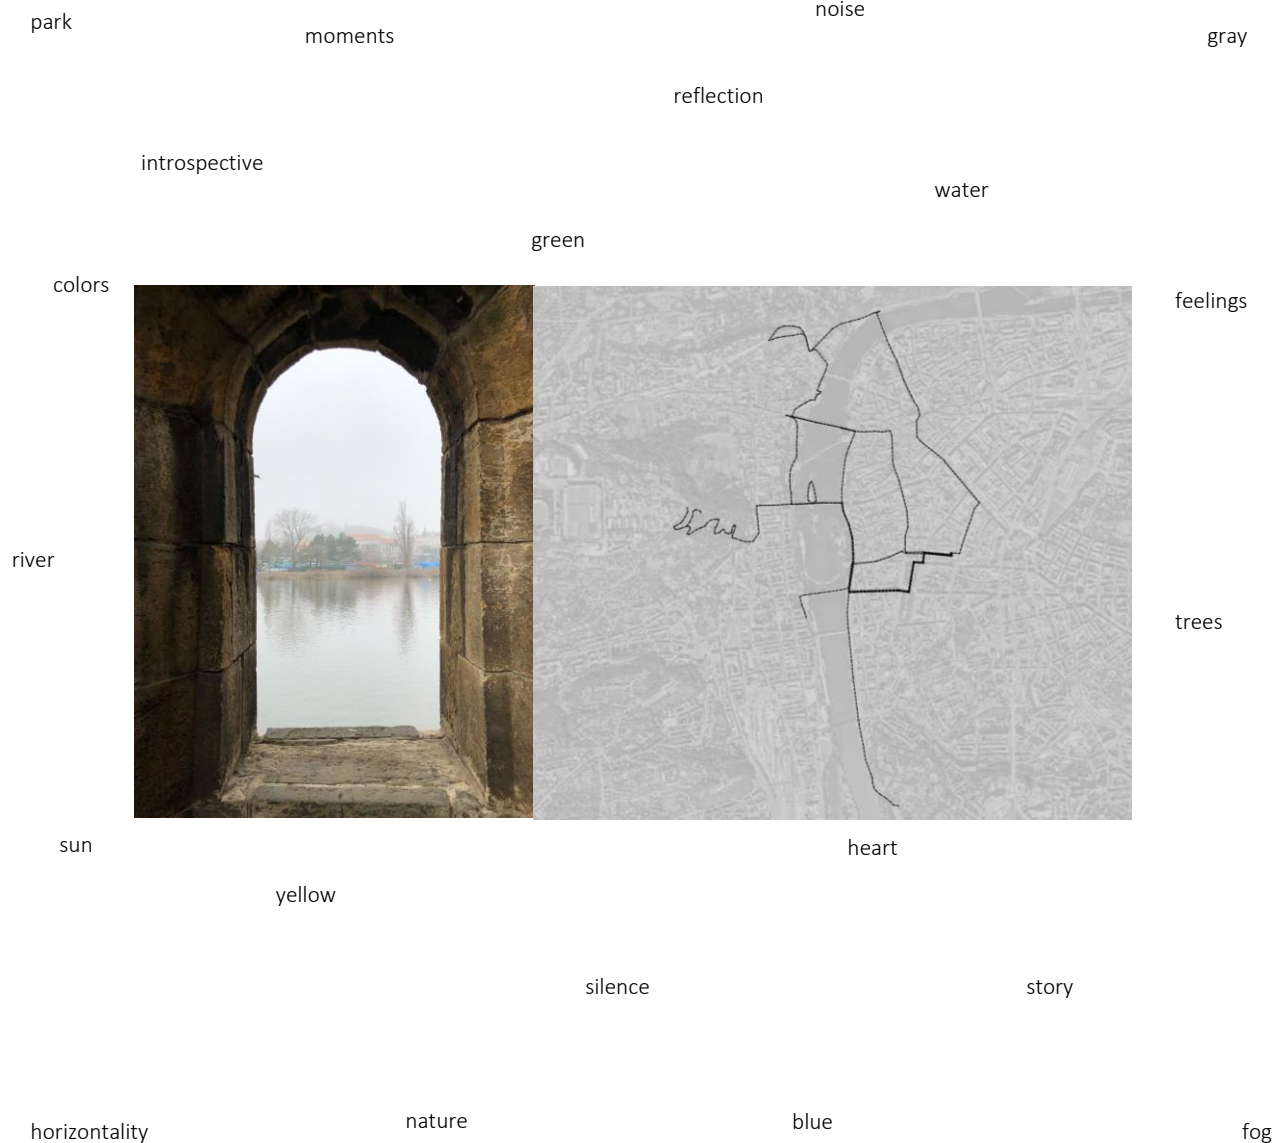 noise
park
moments
gray
reflection
introspective
water
green
colors
feelings
river
trees
sun
heart
yellow
silence
story
nature
blue
horizontality
fog